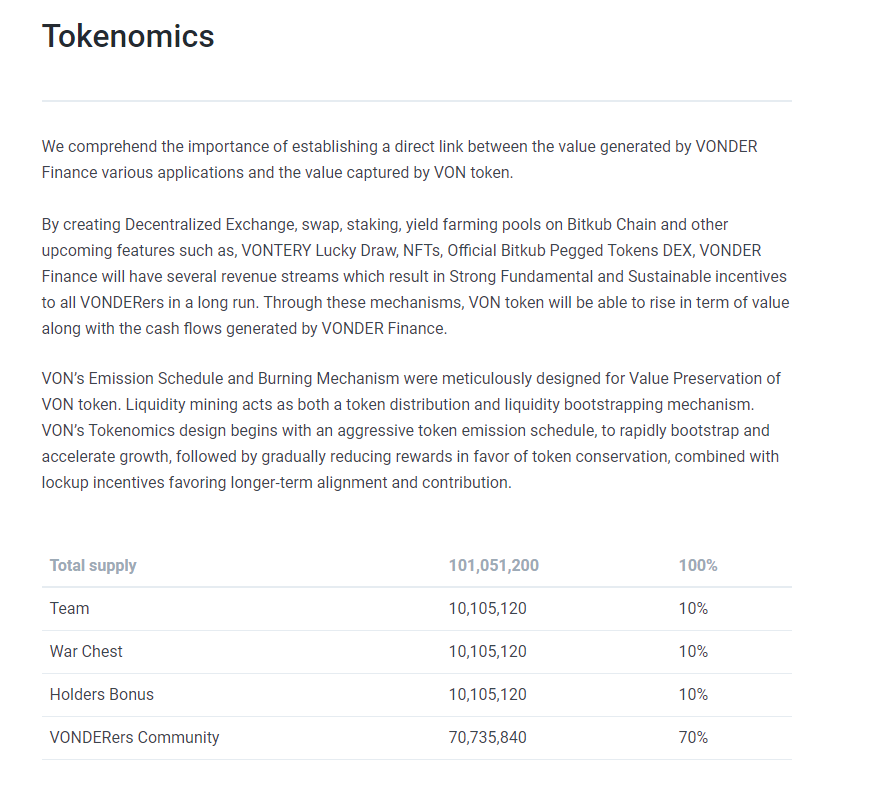 Tokenomics
We comprehend the importance of establishing a direct link between the value generated by VONDER
Finance various applications and the value captured by VON token.
By creating Decentralized Exchange, swap, staking, yield farming pools on Bitkub Chain and other
upcoming features such as, VONTERY Lucky Draw, NFTs, Official Bitkub Pegged Tokens DEX, VONDER
Finance will have several revenue streams which result in Strong Fundamental and Sustainable incentives
to all VONDERers in a long run. Through these mechanisms, VON token will be able to rise in term of value
along with the cash flows generated by VONDER Finance.
VON’s Emission Schedule and Burning Mechanism were meticulously designed for Value Preservation of
VON token. Liquidity mining acts as both a token distribution and liquidity bootstrapping mechanism.
VON’s Tokenomics design begins with an aggressive token emission schedule, to rapidly bootstrap and
accelerate growth, followed by gradually reducing rewards in favor of token conservation, combined with
lockup incentives favoring longer-term alignment and contribution.
Total supply 101,051,200 100%
Team 10,105,120 10%
War Chest 10,105,120 10%
Holders Bonus 10,105,120 10%
VONDERers Community 70,735,840 70%